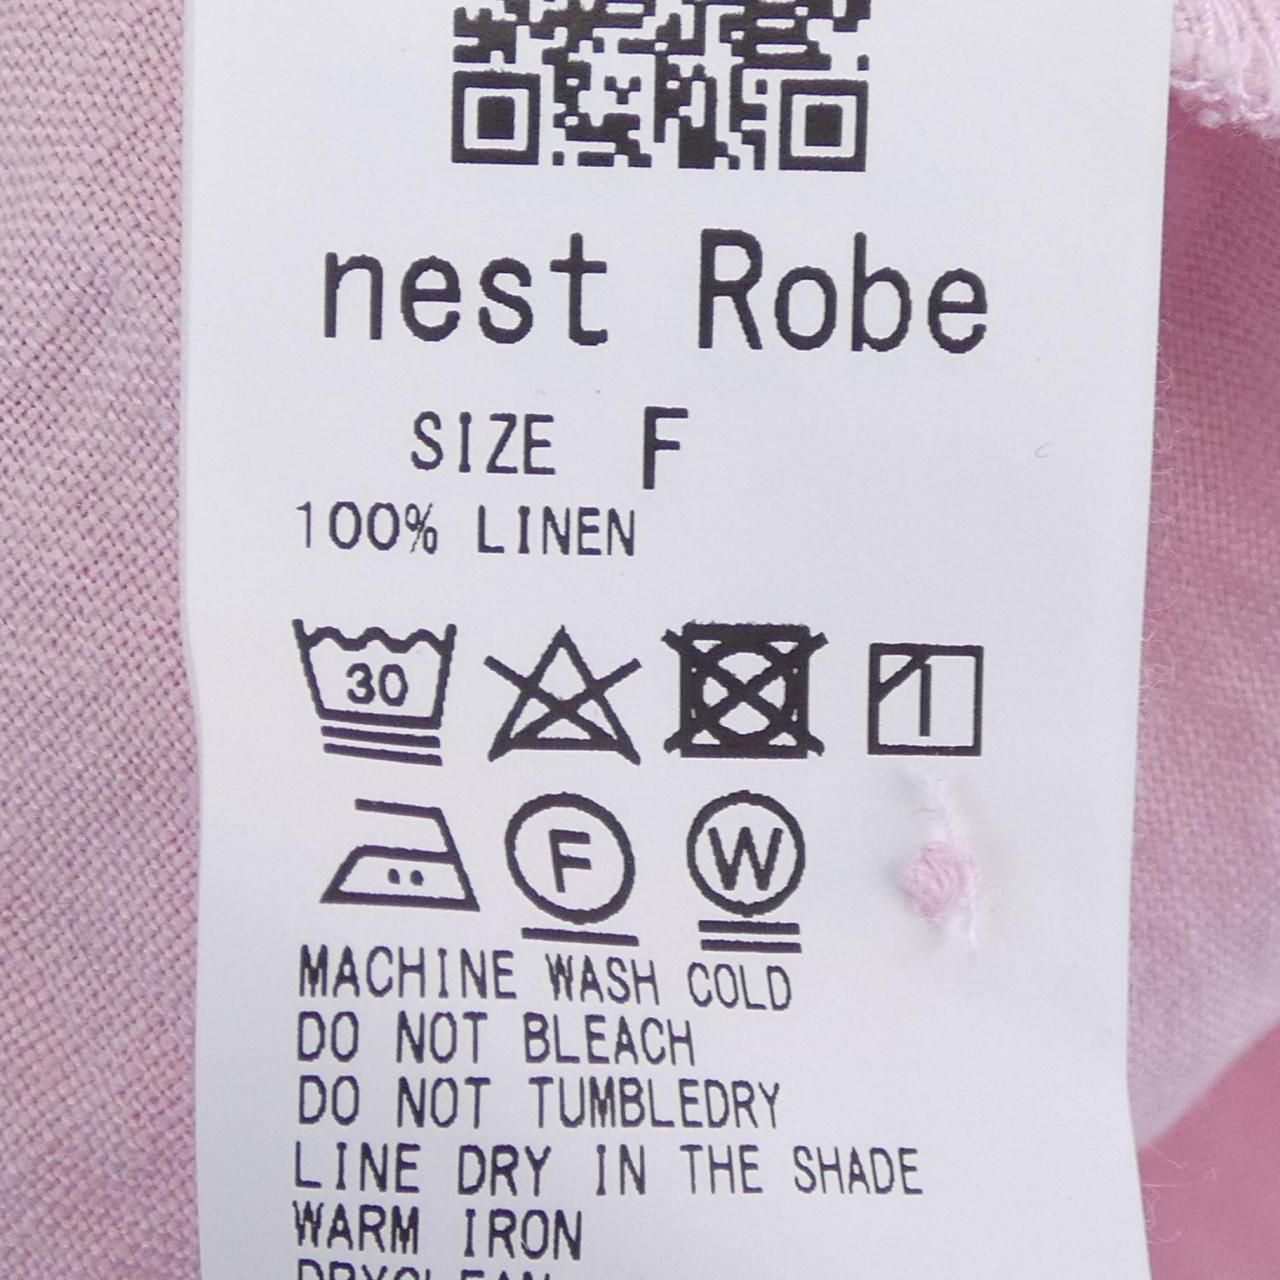 nest Robe
SIZE F
100% LINEN
30
F W
MACHINE WASH COLD
DO NOT BLEACH
DO NOT TUMBLEDRY
LINE DRY IN THE SHADE
WARM IRON
DRYCLEAN